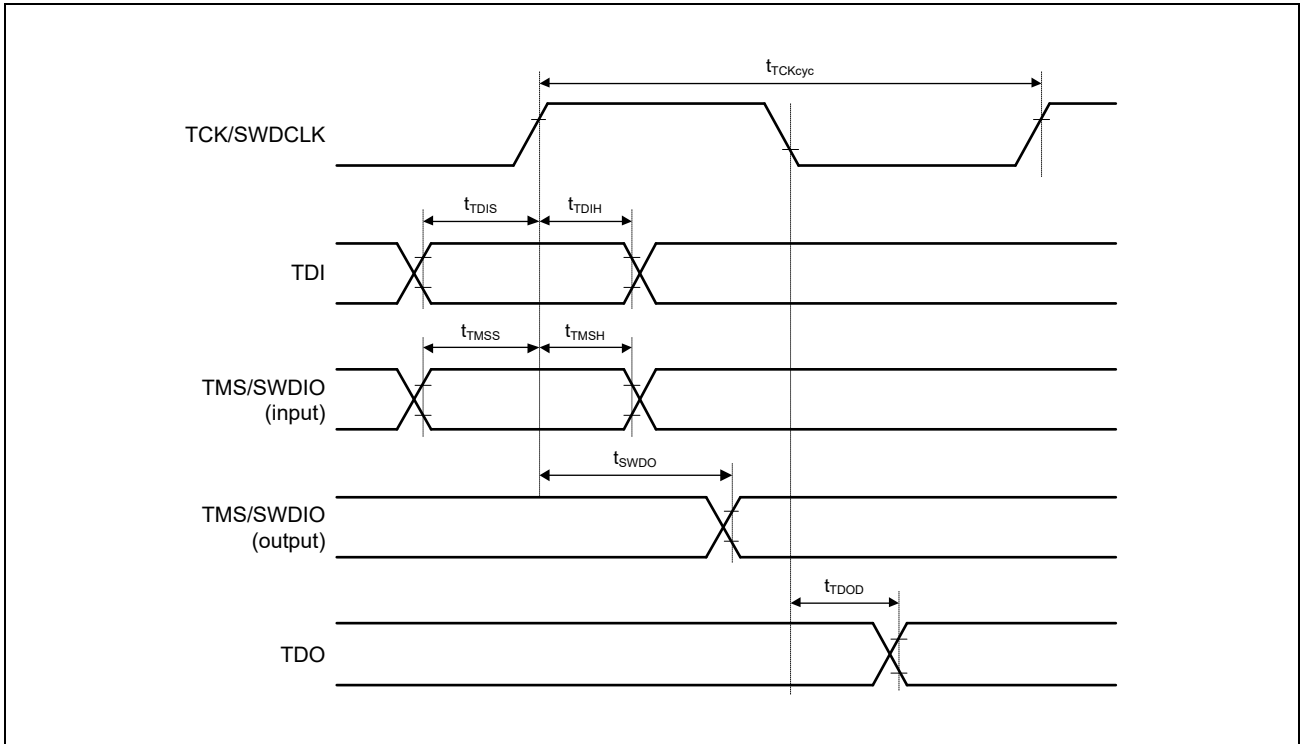 tTCKcyc
TCK/SWDCLK
tTDIS
tTDIH
TDI
tTMSS
tTMSH
TMS/SWDIO
(input)
tSWDO
TMS/SWDIO
(output)
tTDOD
TDO